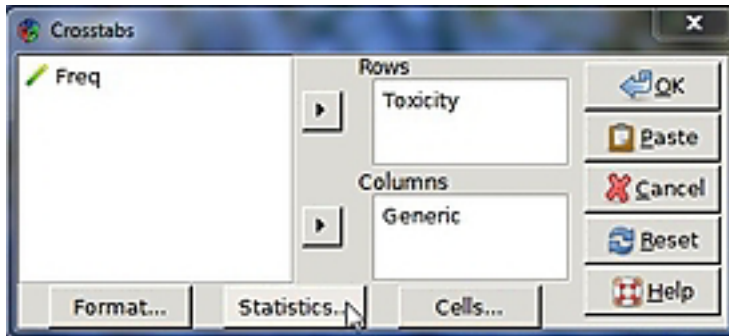 Crosstabs
Freq
Rows
Toxicity
Columns
Generic
OK
Paste
Cancel
Reset
Help
Format...
Statistics...
Cells...